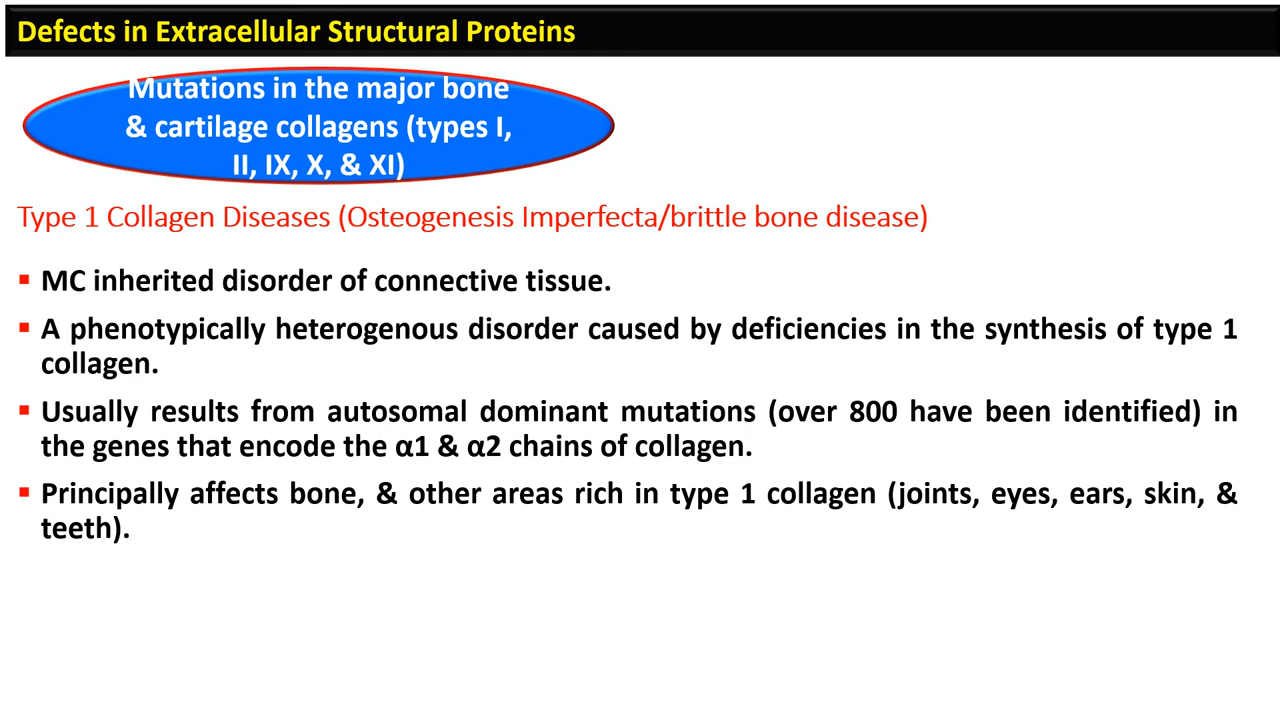 Defects in Extracellular Structural Proteins
Mutations in the major bone
& cartilage collagens (types I,
II, IX, X, & XI)
Type 1 Collagen Diseases (Osteogenesis Imperfecta/brittle bone disease)
▪ MC inherited disorder of connective tissue.
▪ A phenotypically heterogenous disorder caused by deficiencies in the synthesis of type 1
collagen.
▪ Usually results from autosomal dominant mutations (over 800 have been identified) in
the genes that encode the α1 & α2 chains of collagen.
▪ Principally affects bone, & other areas rich in type 1 collagen (joints, eyes, ears, skin, &
teeth).